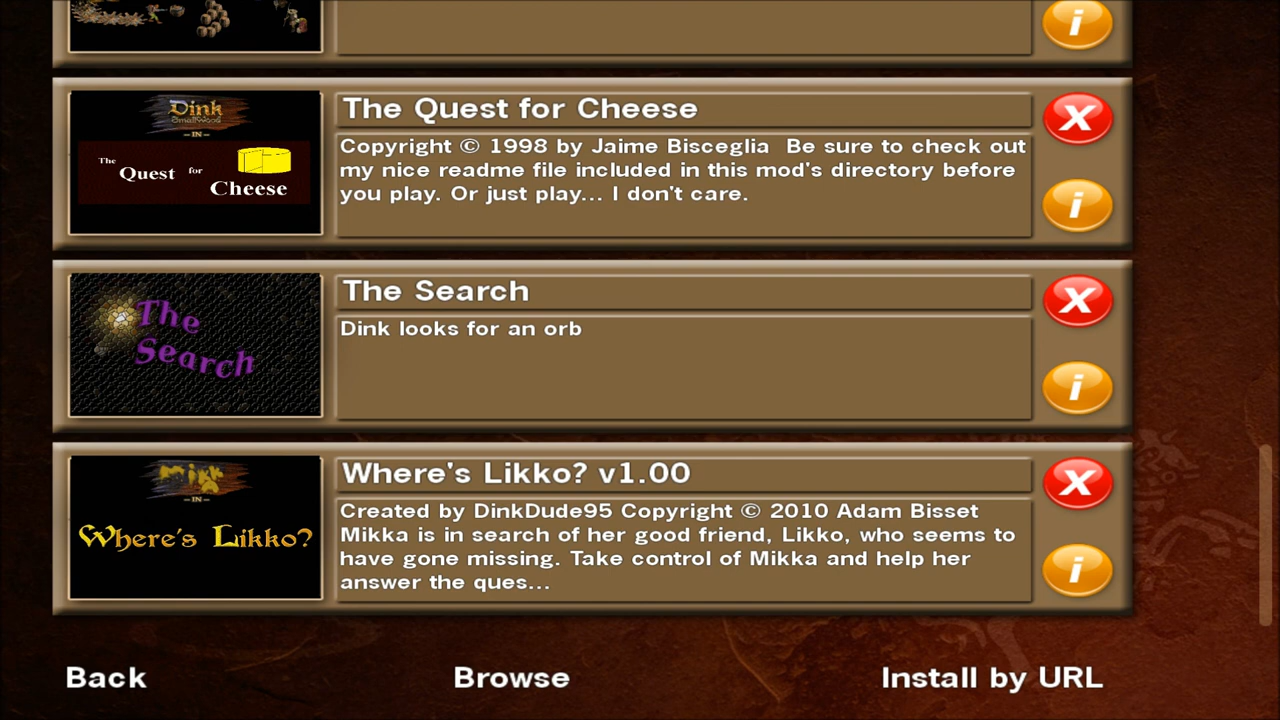 i
Dink
Smallwood
–IN–
The Quest for Cheese
The Quest for Cheese
Copyright © 1998 by Jaime Bisceglia  Be sure to check out
my nice readme file included in this mod's directory before
you play. Or just play... I don't care.
X
i
The
Search
The Search
Dink looks for an orb
X
i
–IN–
Where's Likko?
Where's Likko? v1.00
Created by DinkDude95 Copyright © 2010 Adam Bisset
Mikka is in search of her good friend, Likko, who seems to
have gone missing. Take control of Mikka and help her
answer the ques...
X
i
Back
Browse
Install by URL